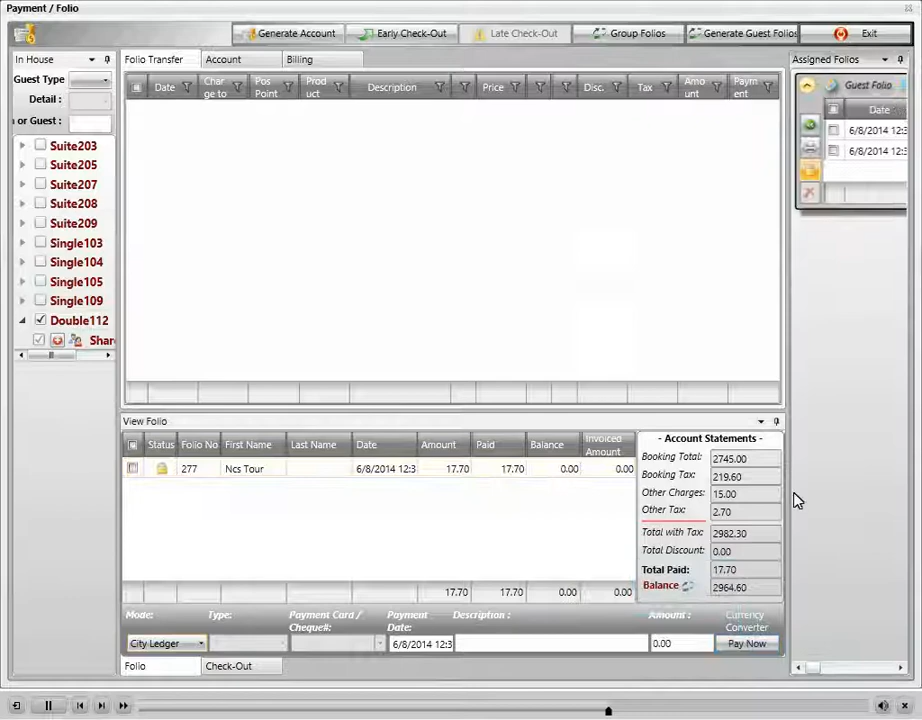 Payment / Folio
Generate Account
Early Check-Out
Late Check-Out
Group Folios
Generate Guest Folios
Exit
In House
Guest Type
Detail :
or Guest :
Suite203
Suite205
Suite207
Suite208
Suite209
Single103
Single104
Single105
Single109
Double112
Shar
Folio Transfer
Account
Billing
Date
Char ge to
Pos Point
Prod uct
Description
Price
Disc.
Tax
Amo unt
Paym ent
Assigned Folios
Guest Folio
Date
6/8/2014 12:3
6/8/2014 12:3
View Folio
Status
Folio No
First Name
Last Name
Date
Amount
Paid
Balance
Invoiced Amount
277
Ncs Tour
6/8/2014 12:3
17.70
17.70
0.00
0.00
17.70
17.70
0.00
0.00
- Account Statements -
Booking Total: 2745.00
Booking Tax: 219.60
Other Charges: 15.00
Other Tax: 2.70
Total with Tax: 2982.30
Total Discount: 0.00
Total Paid: 17.70
Balance 2964.60
Mode:
Type:
Payment Card / Cheque#:
Payment Date:
Description :
Amount :
Currency Converter
City Ledger
6/8/2014 12:3
0.00
Pay Now
Folio
Check-Out